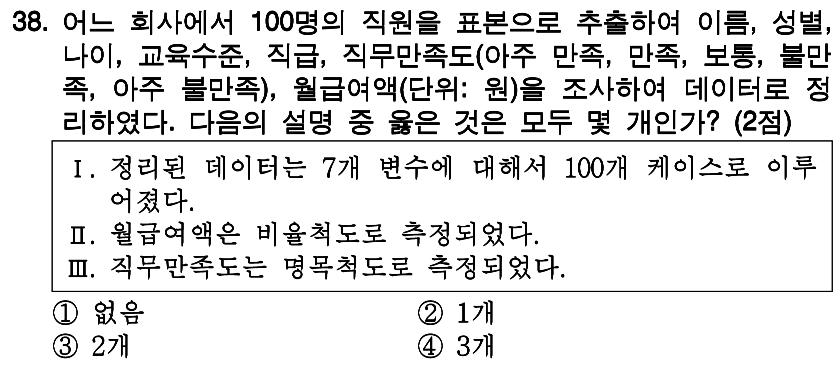 38. 어느 회사에서 100명의 직원을 표본으로 추출하여 이름, 성별,
나이, 교육수준, 직급, 직무만족도(아주 만족, 만족, 보통, 불만
족, 아주 불만족), 월급여액(단위: 원)을 조사하여 데이터로 정
리하였다. 다음의 설명 중 옳은 것은 모두 몇 개인가? (2점)
Ⅰ. 정리된 데이터는 7개 변수에 대해서 100개 케이스로 이루
어졌다.
Ⅱ. 월급여액은 비율척도로 측정되었다.
Ⅲ. 직무만족도는 명목척도로 측정되었다.
① 없음 ② 1개
③ 2개 ④ 3개